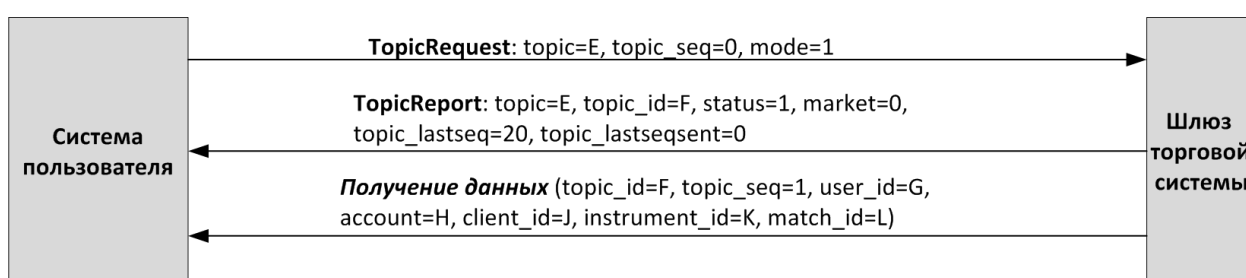 TopicRequest: topic=E, topic_seq=0, mode=1
TopicReport: topic=E, topic_id=F, status=1, market=0,
topic_lastseq=20, topic_lastseqsent=0
Система
пользователя
Шлюз
торговой
системы
Получение данных (topic_id=F, topic_seq=1, user_id=G,
account=H, client_id=J, instrument_id=K, match_id=L)